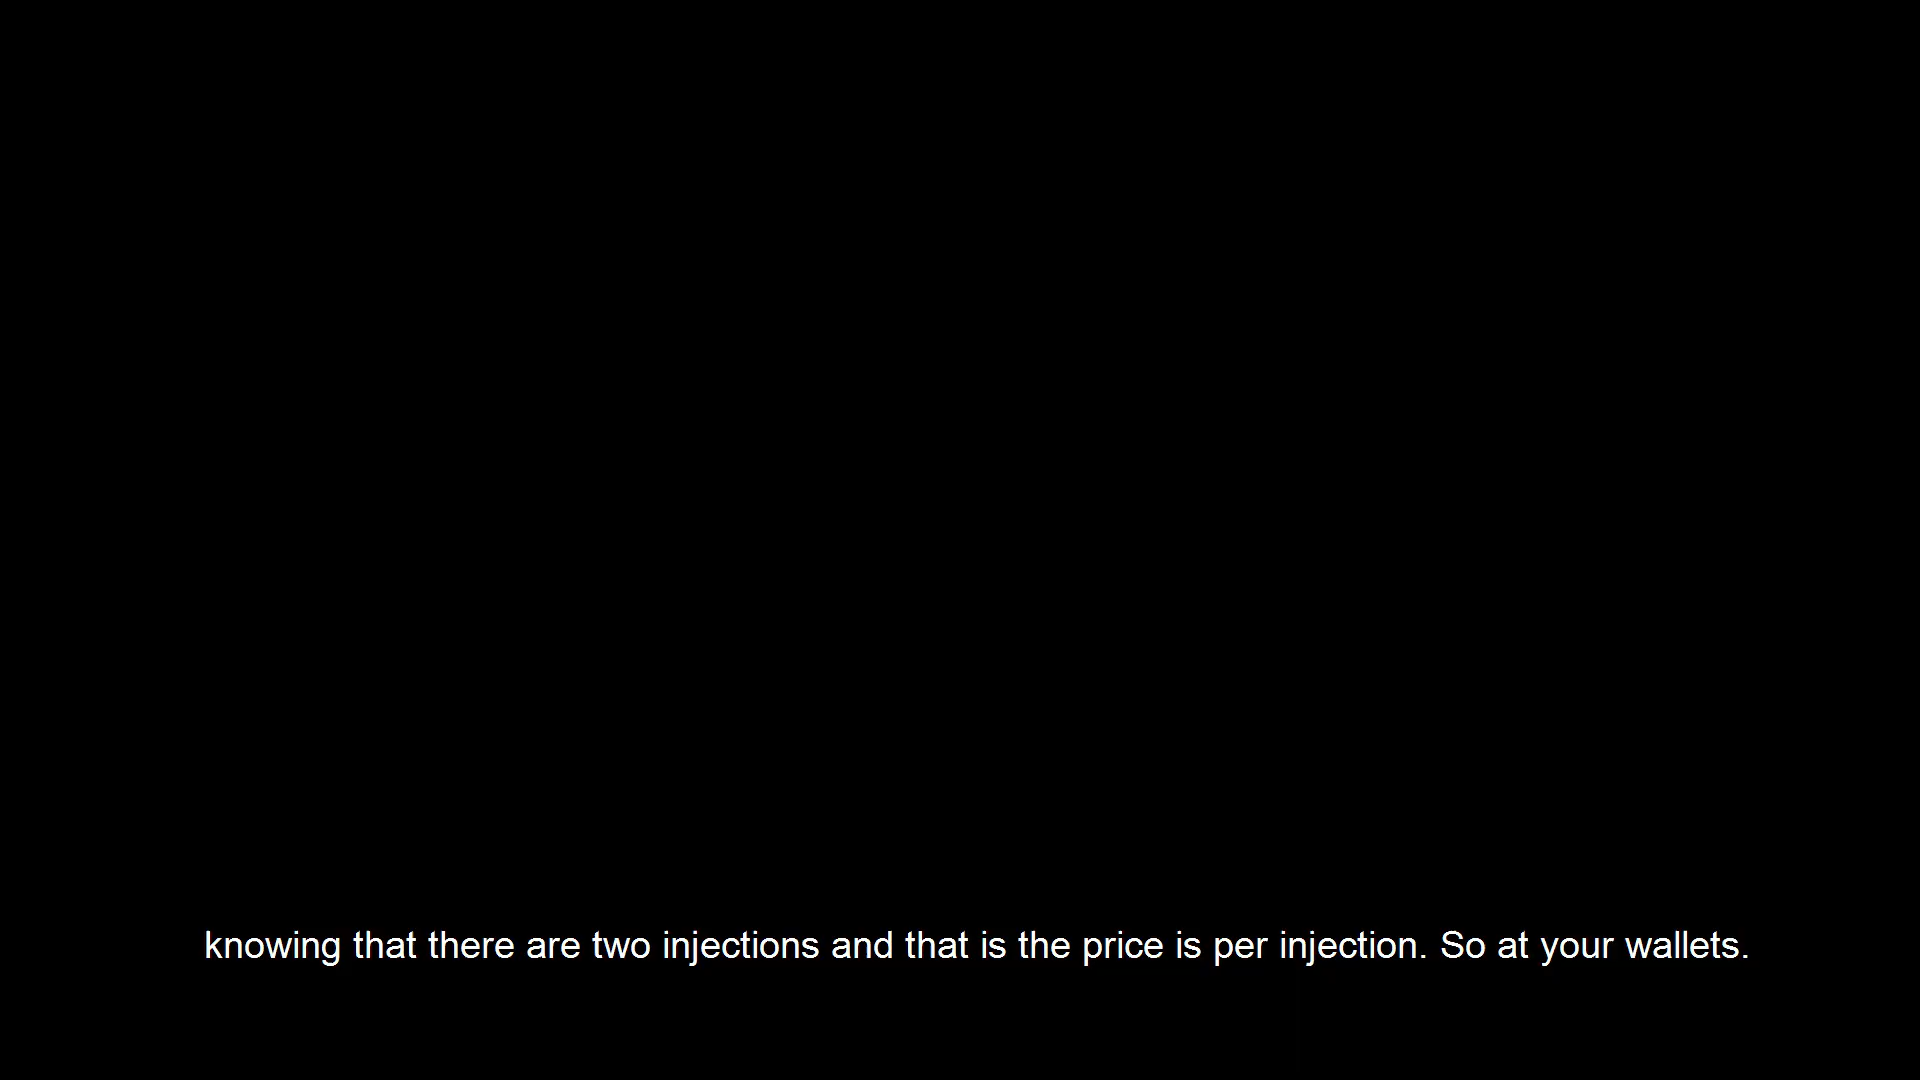 knowing that there are two injections and that is the price is per injection. So at your wallets.